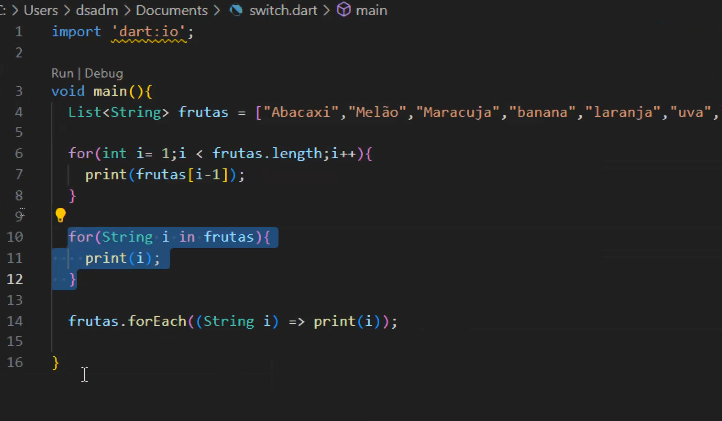 C: > Users > dsadm > Documents > switch.dart > main
1 import 'dart:io';
2
Run | Debug
3 void main(){
4 List<String> frutas = ["Abacaxi","Melão","Maracuja","banana","laranja","uva",
5
6 for(int i= 1;i < frutas.length;i++){
7 print(frutas[i-1]);
8 }
9
10 for(String i in frutas){
11 print(i);
12 }
13
14 frutas.forEach((String i) => print(i));
15
16 }